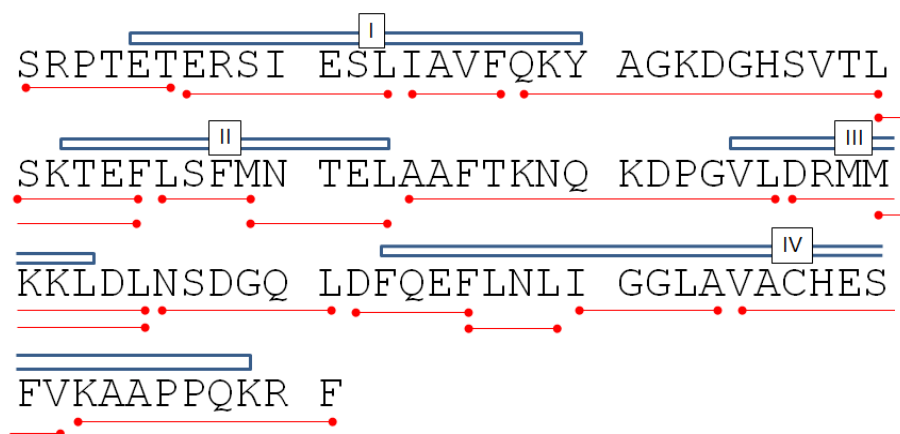 I
SRPTETERSI ESLIAVFQKY AGKDGHSVTL
II III
SKTEFLSFMN TELAAFTKNQ KDPGVLDRMM
IV
KKLDLNSDGQ LDFQEFLNLI GGLAVACHES
FVKAAPPQKR F